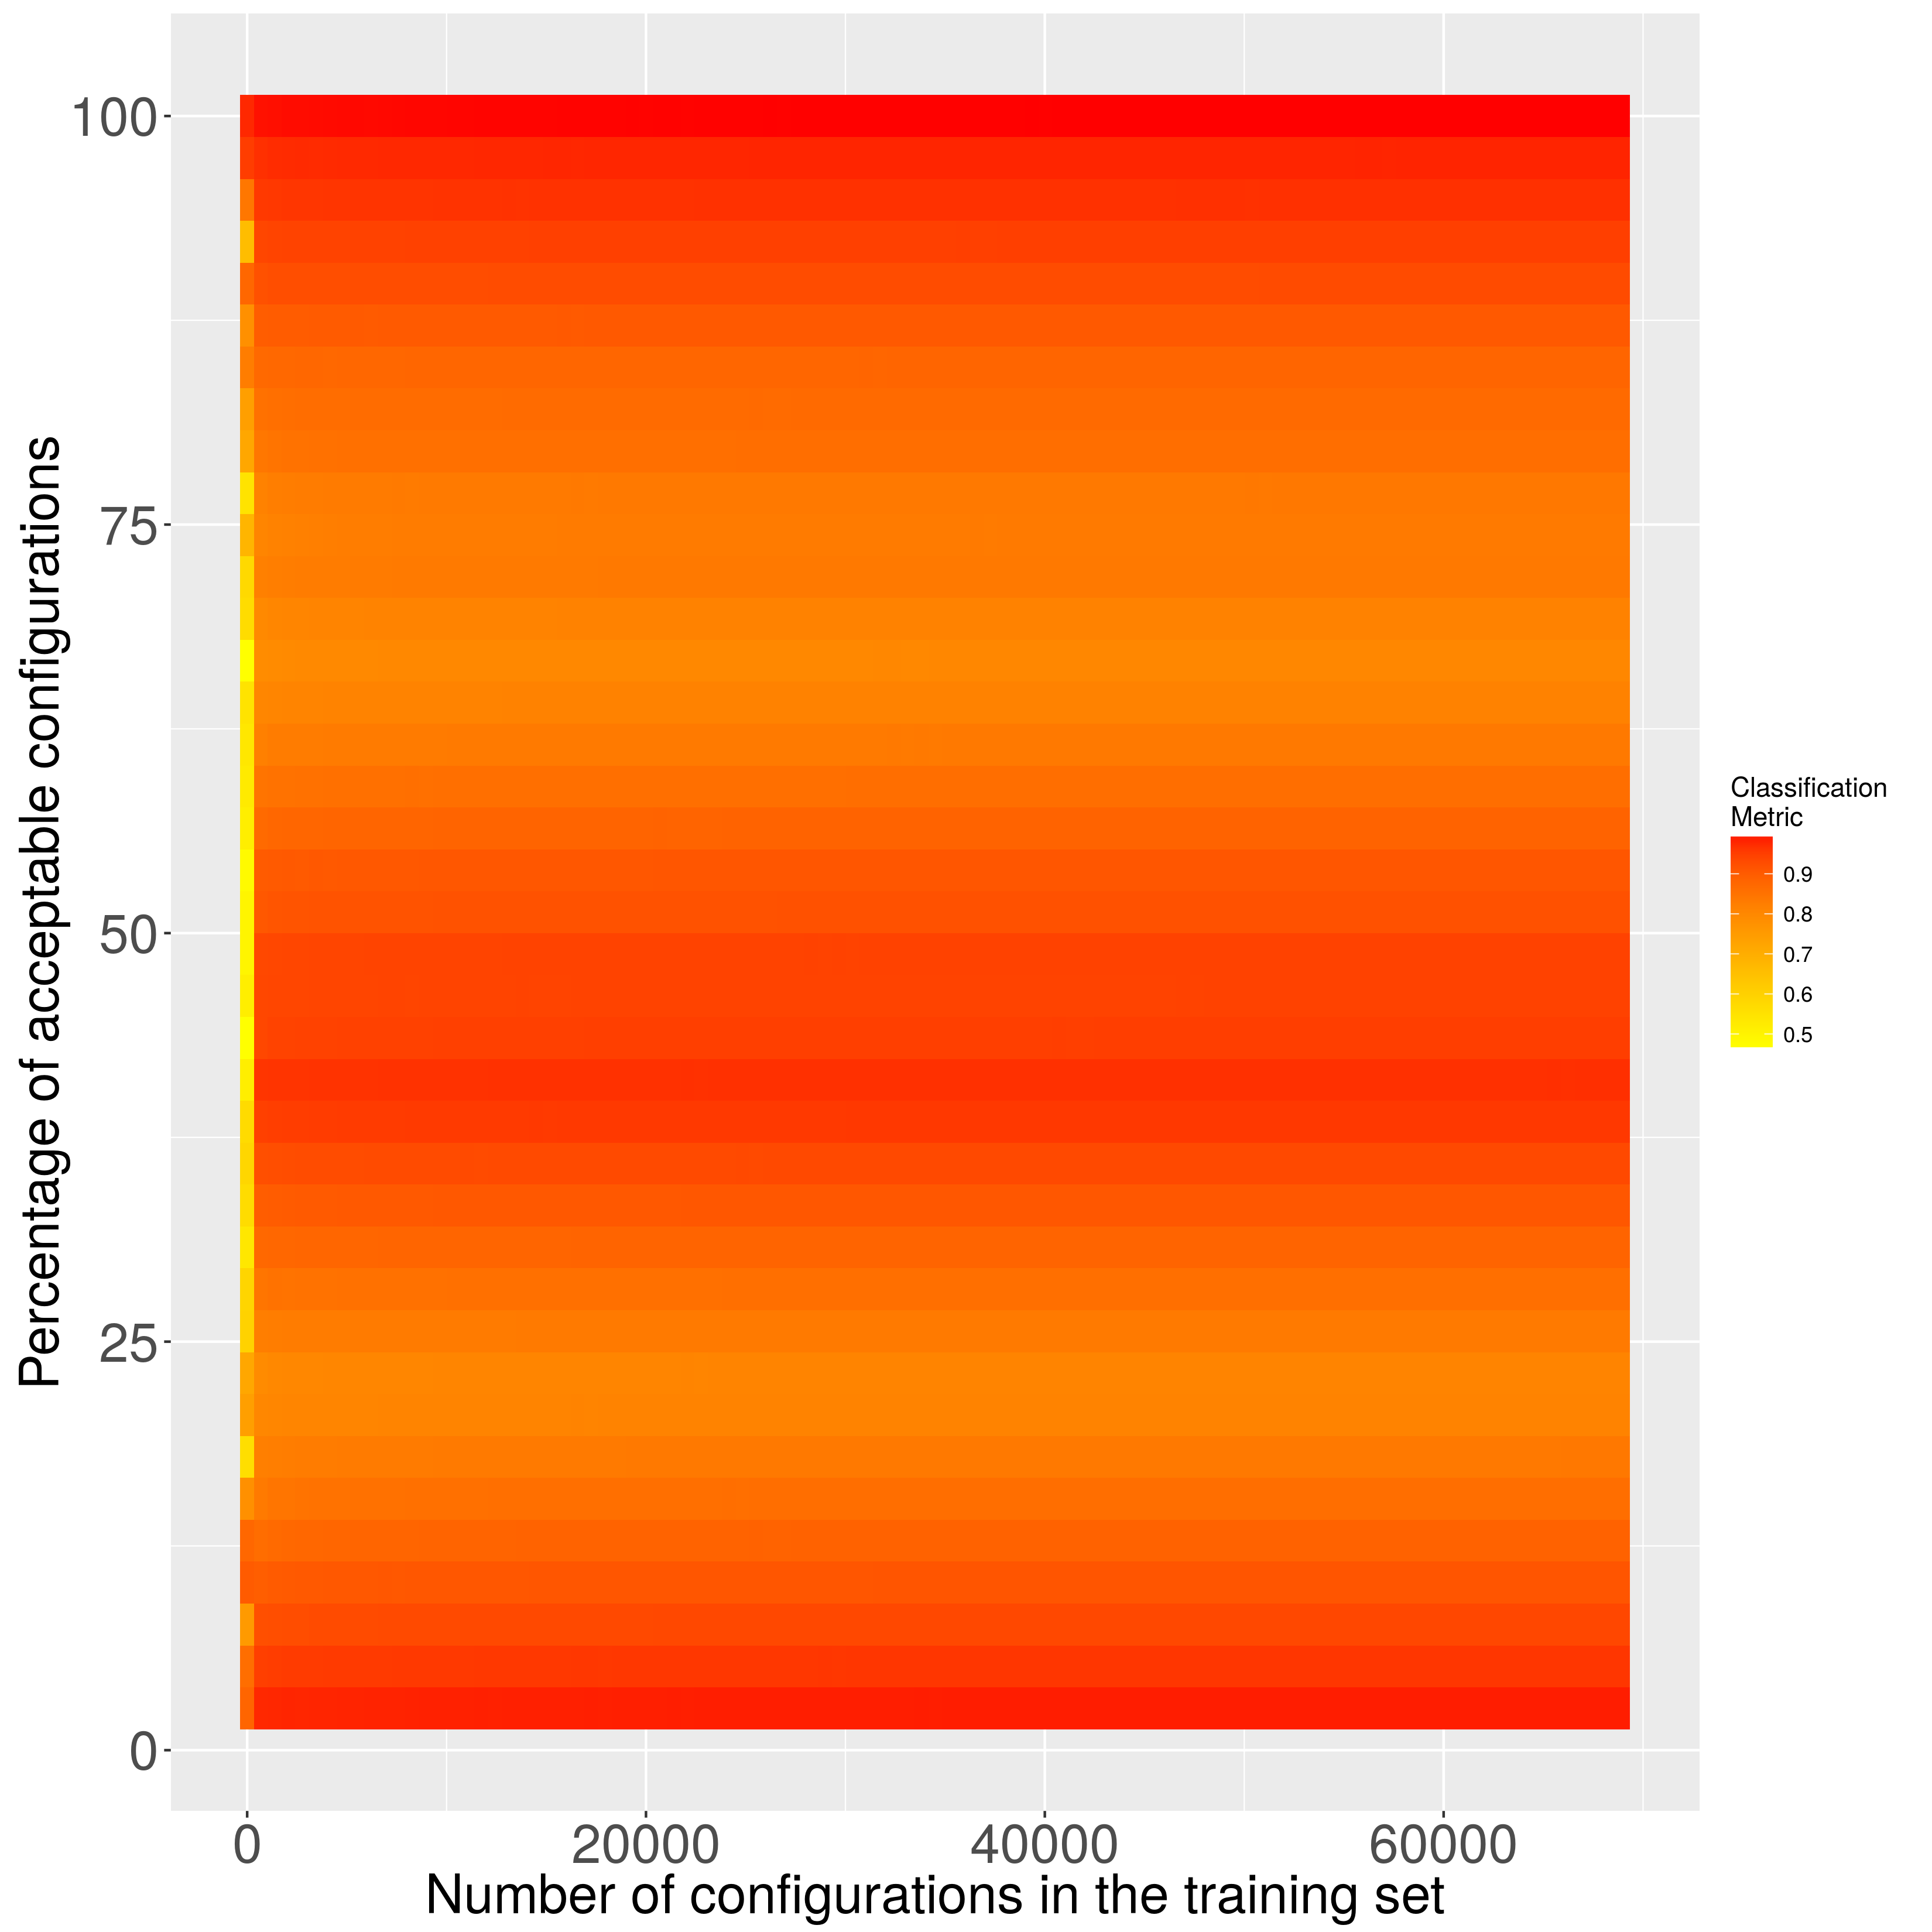 Percentage of acceptable configurations
100
75
50
25
0
0 20000 40000 60000
Number of configurations in the training set
Classification
Metric
0.9
0.8
0.7
0.6
0.5